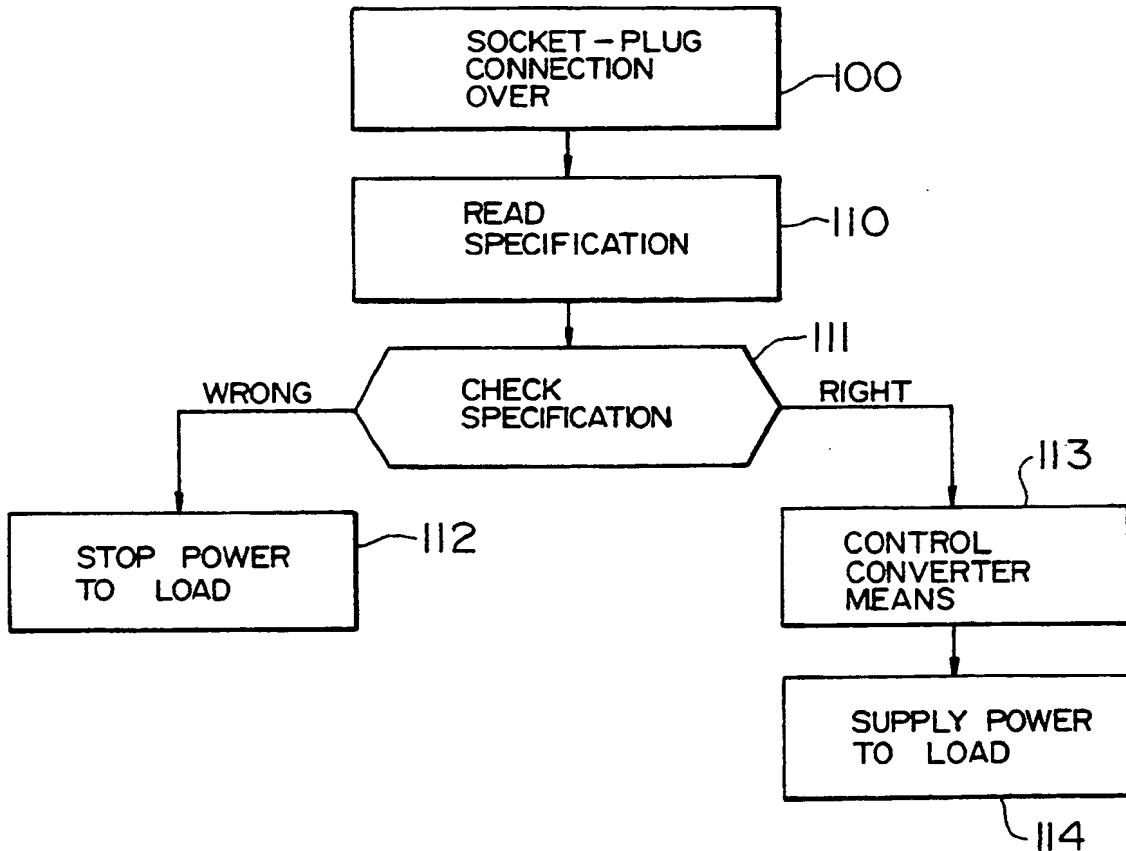 SOCKET-PLUG
CONNECTION
OVER
100
READ
SPECIFICATION
110
111
WRONG
CHECK
SPECIFICATION
RIGHT
112
STOP POWER
TO LOAD
113
CONTROL
CONVERTER
MEANS
SUPPLY POWER
TO LOAD
114